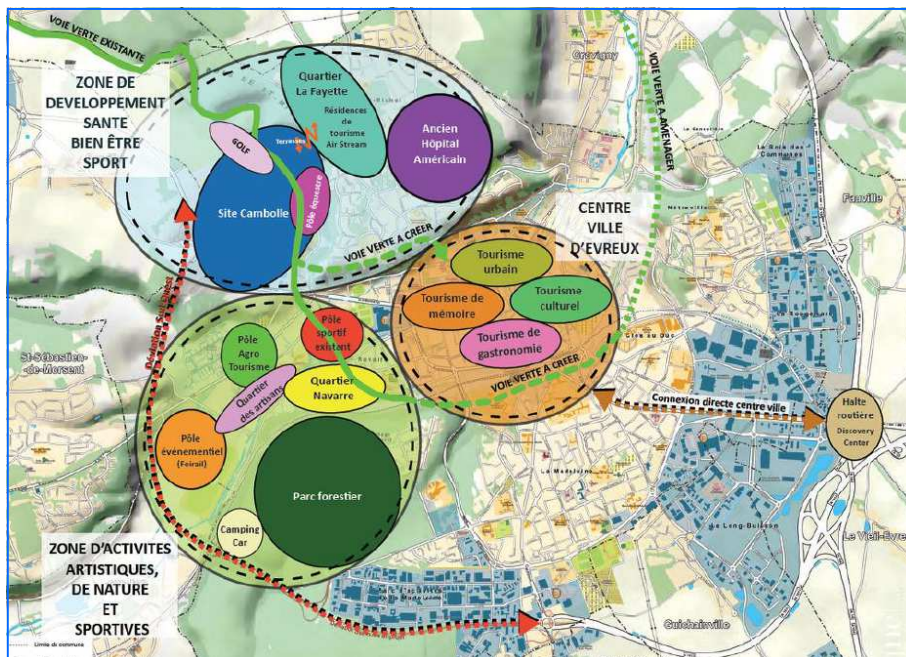 VOIE VERTE EXISTANTE
ZONE DE
DEVELOPPEMENT
SANTE
BIEN ÊTRE
SPORT
Quartier
La Fayette
Résidences
de
tourisme
Air Stream
Ancien
Hôpital
Américain
GOLF
Site Cambolle
Pôle équestre
Gravigny
VOIE VERTE A AMENAGER
Fauville
CENTRE
VILLE
D'EVREUX
VOIE VERTE A CREER
Tourisme
urbain
Tourisme de
mémoire
Tourisme
culturel
Tourisme de
gastronomie
VOIE VERTE A CREER
St-Sébastien-
de-Morsent
Pôle
Agro
Tourisme
Pôle
sportif
existant
Quartier
des artisans
Quartier
Navarre
Pôle
événementiel
(Foirail)
Parc forestier
Camping
Car
Connexion directe centre ville
Halte
routière
Discovery
Center
La Madeleine
Le Long-Buisson
Le Vieil-Evreux
Guichainville
ZONE D'ACTIVITES
ARTISTIQUES,
DE NATURE
ET
SPORTIVES
Limite de commune